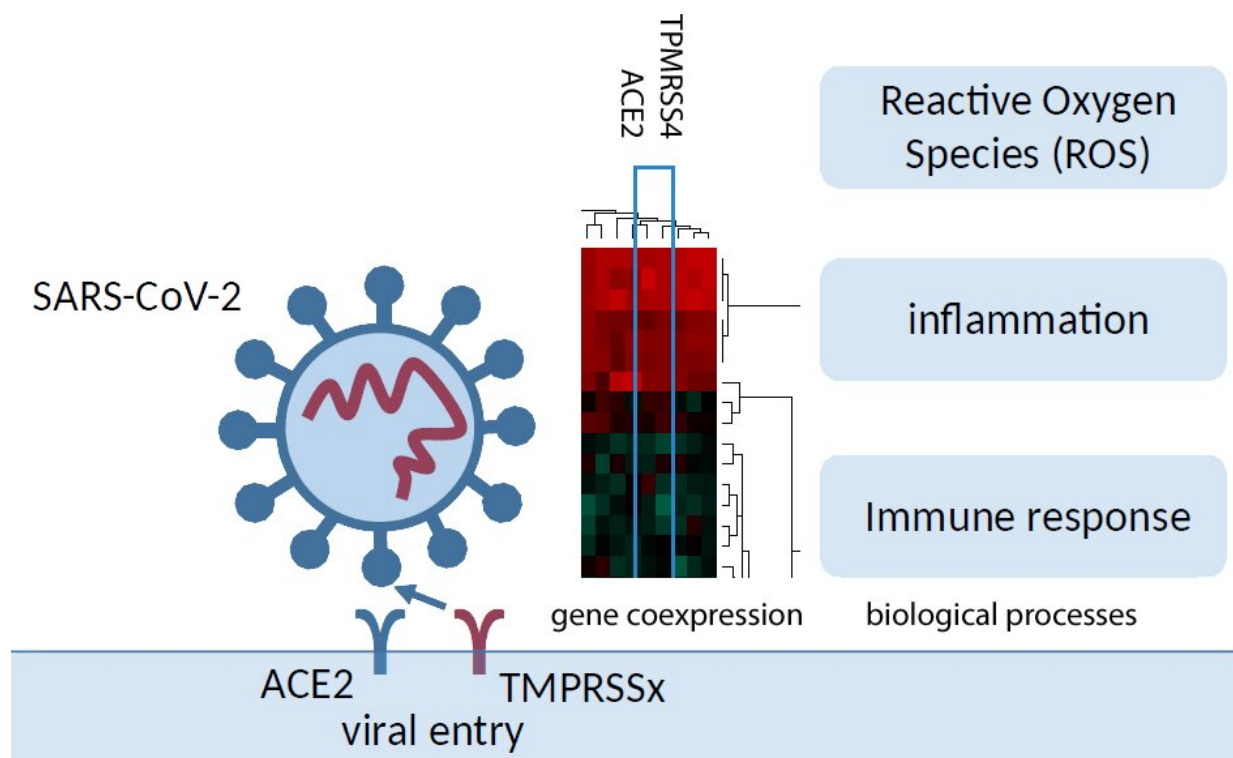 SARS-CoV-2
ACE2
TMPRSSx
viral entry
ACE2
TPMRSS4
gene coexpression
Reactive Oxygen
Species (ROS)
inflammation
Immune response
biological processes